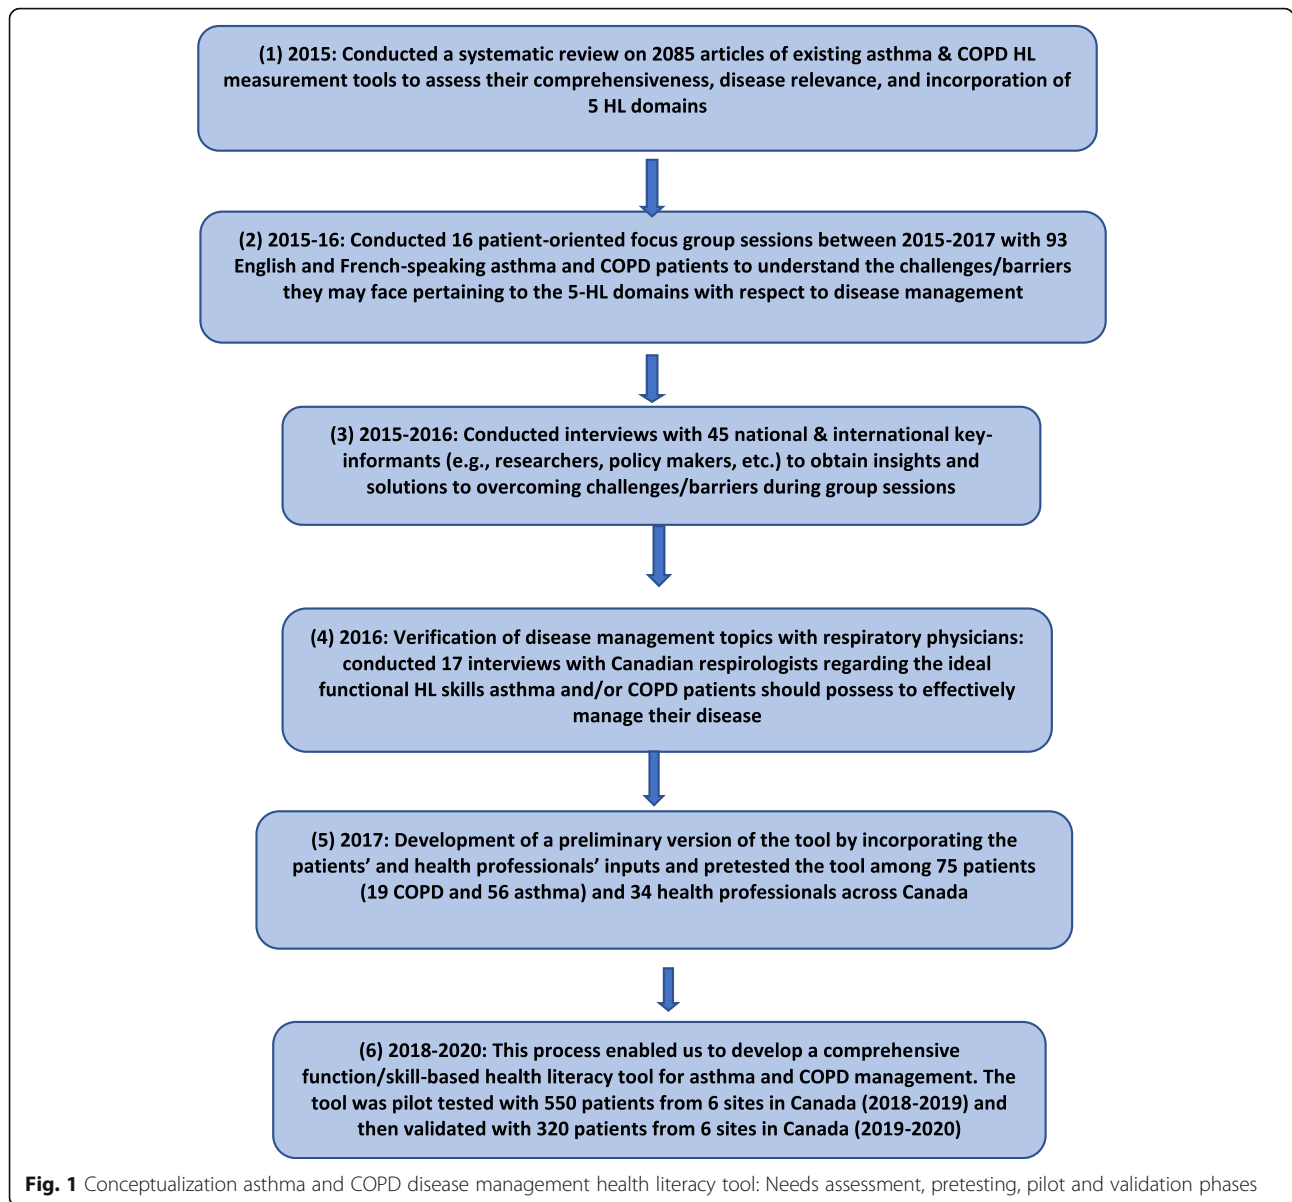 (1) 2015: Conducted a systematic review on 2085 articles of existing asthma & COPD HL
measurement tools to assess their comprehensiveness, disease relevance, and incorporation of
5 HL domains
(2) 2015-16: Conducted 16 patient-oriented focus group sessions between 2015-2017 with 93
English and French-speaking asthma and COPD patients to understand the challenges/barriers
they may face pertaining to the 5-HL domains with respect to disease management
(3) 2015-2016: Conducted interviews with 45 national & international key-
informants (e.g., researchers, policy makers, etc.) to obtain insights and
solutions to overcoming challenges/barriers during group sessions
(4) 2016: Verification of disease management topics with respiratory physicians:
conducted 17 interviews with Canadian respirologists regarding the ideal
functional HL skills asthma and/or COPD patients should possess to effectively
manage their disease
(5) 2017: Development of a preliminary version of the tool by incorporating the
patients’ and health professionals’ inputs and pretested the tool among 75 patients
(19 COPD and 56 asthma) and 34 health professionals across Canada
(6) 2018-2020: This process enabled us to develop a comprehensive
function/skill-based health literacy tool for asthma and COPD management. The
tool was pilot tested with 550 patients from 6 sites in Canada (2018-2019) and
then validated with 320 patients from 6 sites in Canada (2019-2020)
Fig. 1 Conceptualization asthma and COPD disease management health literacy tool: Needs assessment, pretesting, pilot and validation phases